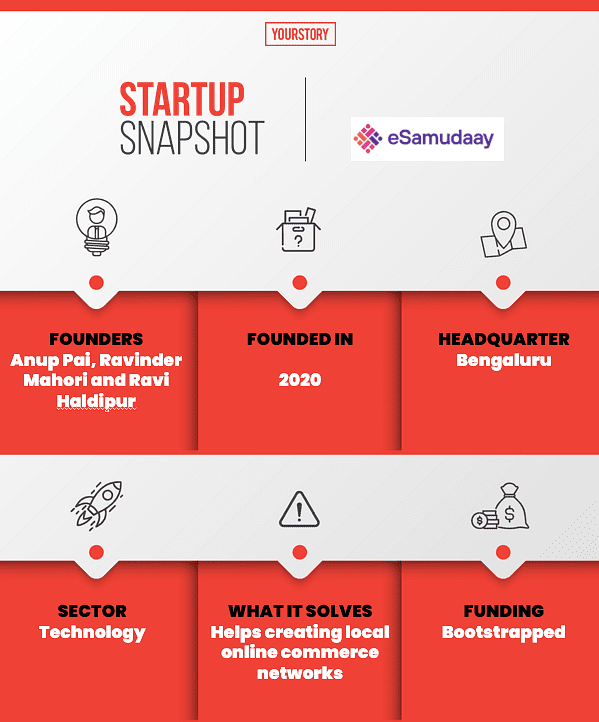 YOURSTORY
STARTUP
SNAPSHOT
eSamudaay
?
FOUNDERS
Anup Pai, Ravinder
Mahori and Ravi
Haldipur
FOUNDED IN
2020
HEADQUARTER
Bengaluru
!
$ $
SECTOR
Technology
WHAT IT SOLVES
Helps creating local
online commerce
networks
FUNDING
Bootstrapped